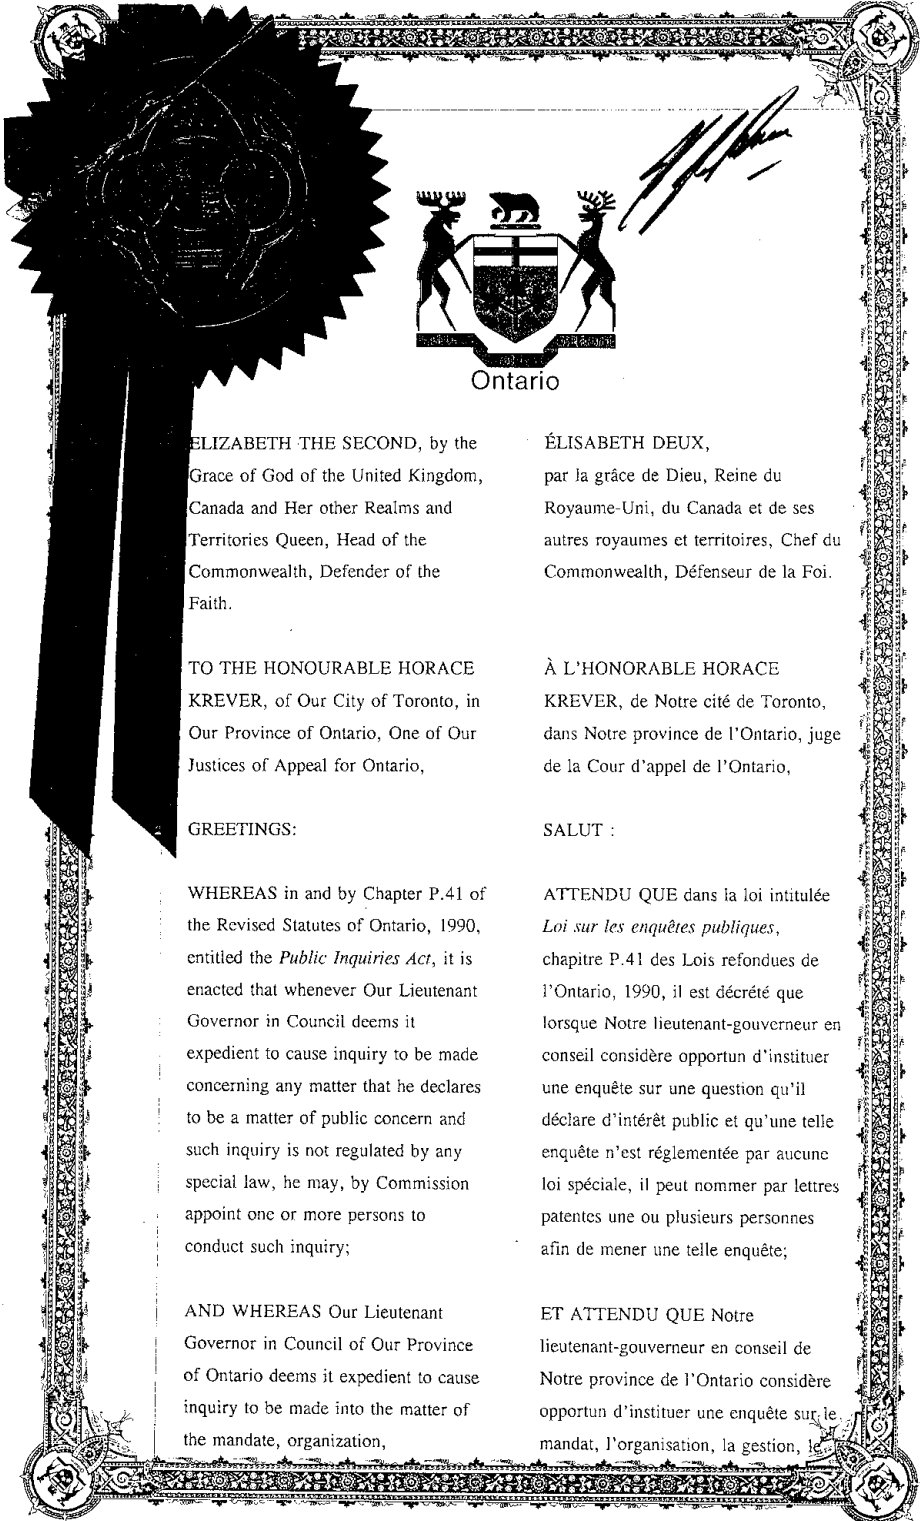 Ontario
ELIZABETH THE SECOND, by the
Grace of God of the United Kingdom,
Canada and Her other Realms and
Territories Queen, Head of the
Commonwealth, Defender of the
Faith.
TO THE HONOURABLE HORACE
KREVER, of Our City of Toronto, in
Our Province of Ontario, One of Our
Justices of Appeal for Ontario,
GREETINGS:
WHEREAS in and by Chapter P.41 of
the Revised Statutes of Ontario, 1990,
entitled the Public Inquiries Act, it is
enacted that whenever Our Lieutenant
Governor in Council deems it
expedient to cause inquiry to be made
concerning any matter that he declares
to be a matter of public concern and
such inquiry is not regulated by any
special law, he may, by Commission
appoint one or more persons to
conduct such inquiry;
AND WHEREAS Our Lieutenant
Governor in Council of Our Province
of Ontario deems it expedient to cause
inquiry to be made into the matter of
the mandate, organization,
ÉLISABETH DEUX,
par la grâce de Dieu, Reine du
Royaume-Uni, du Canada et de ses
autres royaumes et territoires, Chef du
Commonwealth, Défenseur de la Foi.
À L'HONORABLE HORACE
KREVER, de Notre cité de Toronto,
dans Notre province de l'Ontario, juge
de la Cour d'appel de l'Ontario,
SALUT :
ATTENDU QUE dans la loi intitulée
Loi sur les enquêtes publiques,
chapitre P.41 des Lois refondues de
l'Ontario, 1990, il est décrété que
lorsque Notre lieutenant-gouverneur en
conseil considère opportun d'instituer
une enquête sur une question qu'il
déclare d'intérêt public et qu'une telle
enquête n'est réglementée par aucune
loi spéciale, il peut nommer par lettres
patentes une ou plusieurs personnes
afin de mener une telle enquête;
ET ATTENDU QUE Notre
lieutenant-gouverneur en conseil de
Notre province de l'Ontario considère
opportun d'instituer une enquête sur le
mandat, l'organisation, la gestion, le